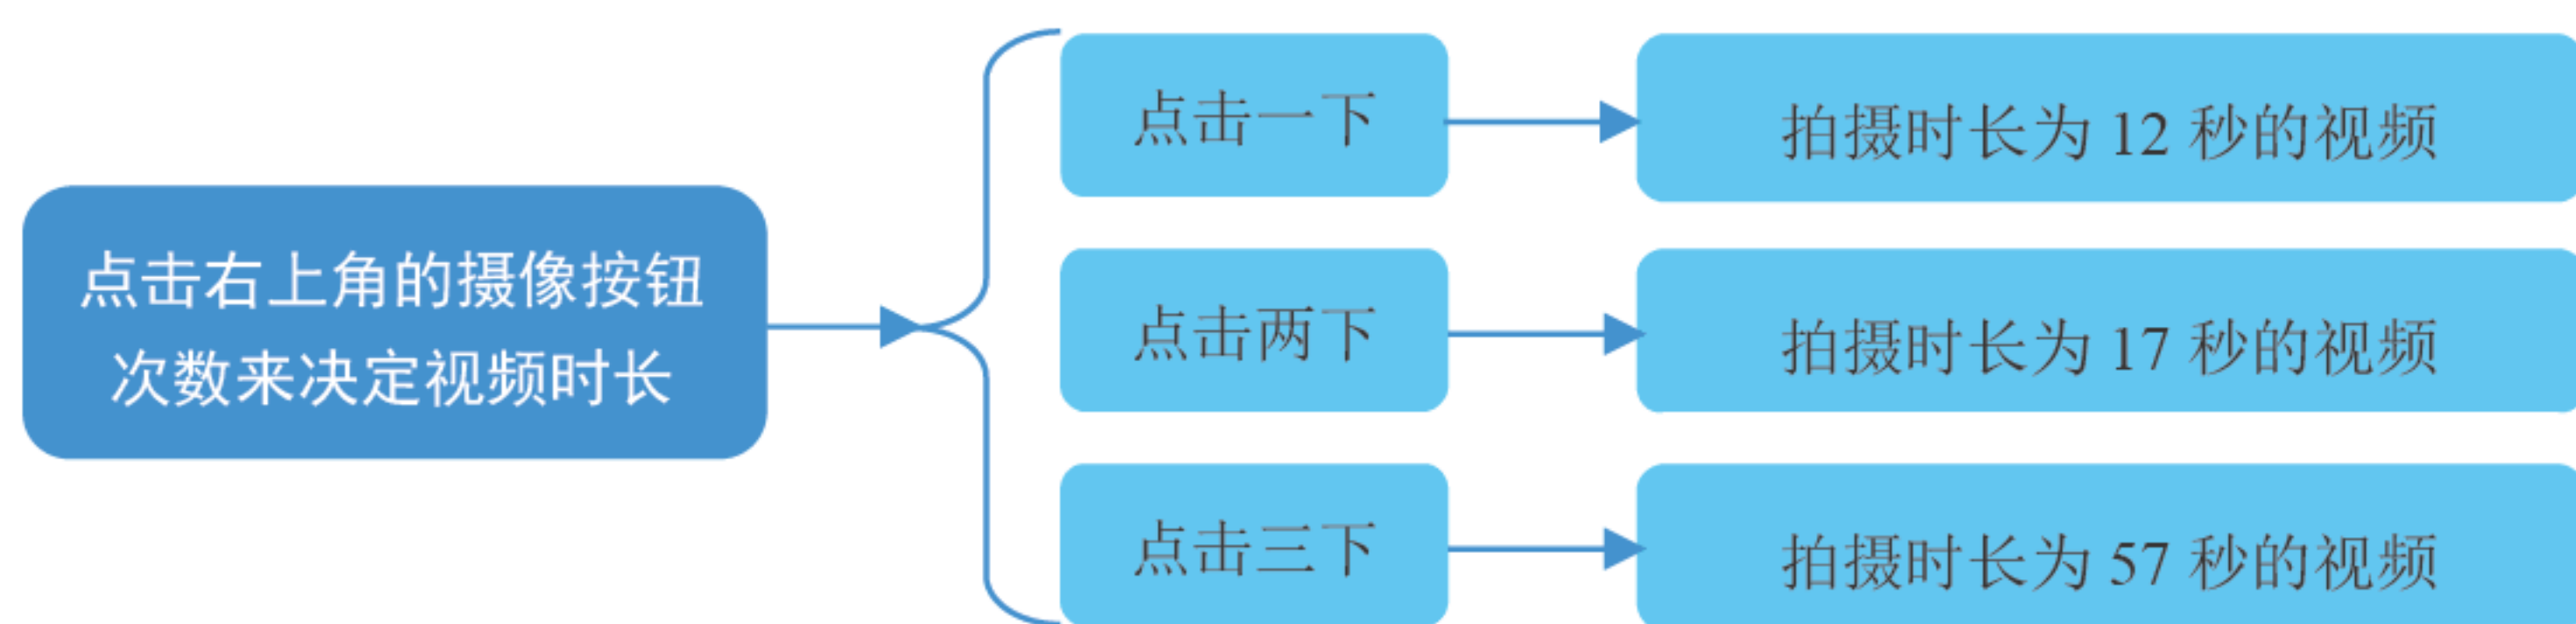 点击右上角的摄像按钮
次数来决定视频时长
点击一下
拍摄时长为 12 秒的视频
点击两下
拍摄时长为 17 秒的视频
点击三下
拍摄时长为 57 秒的视频